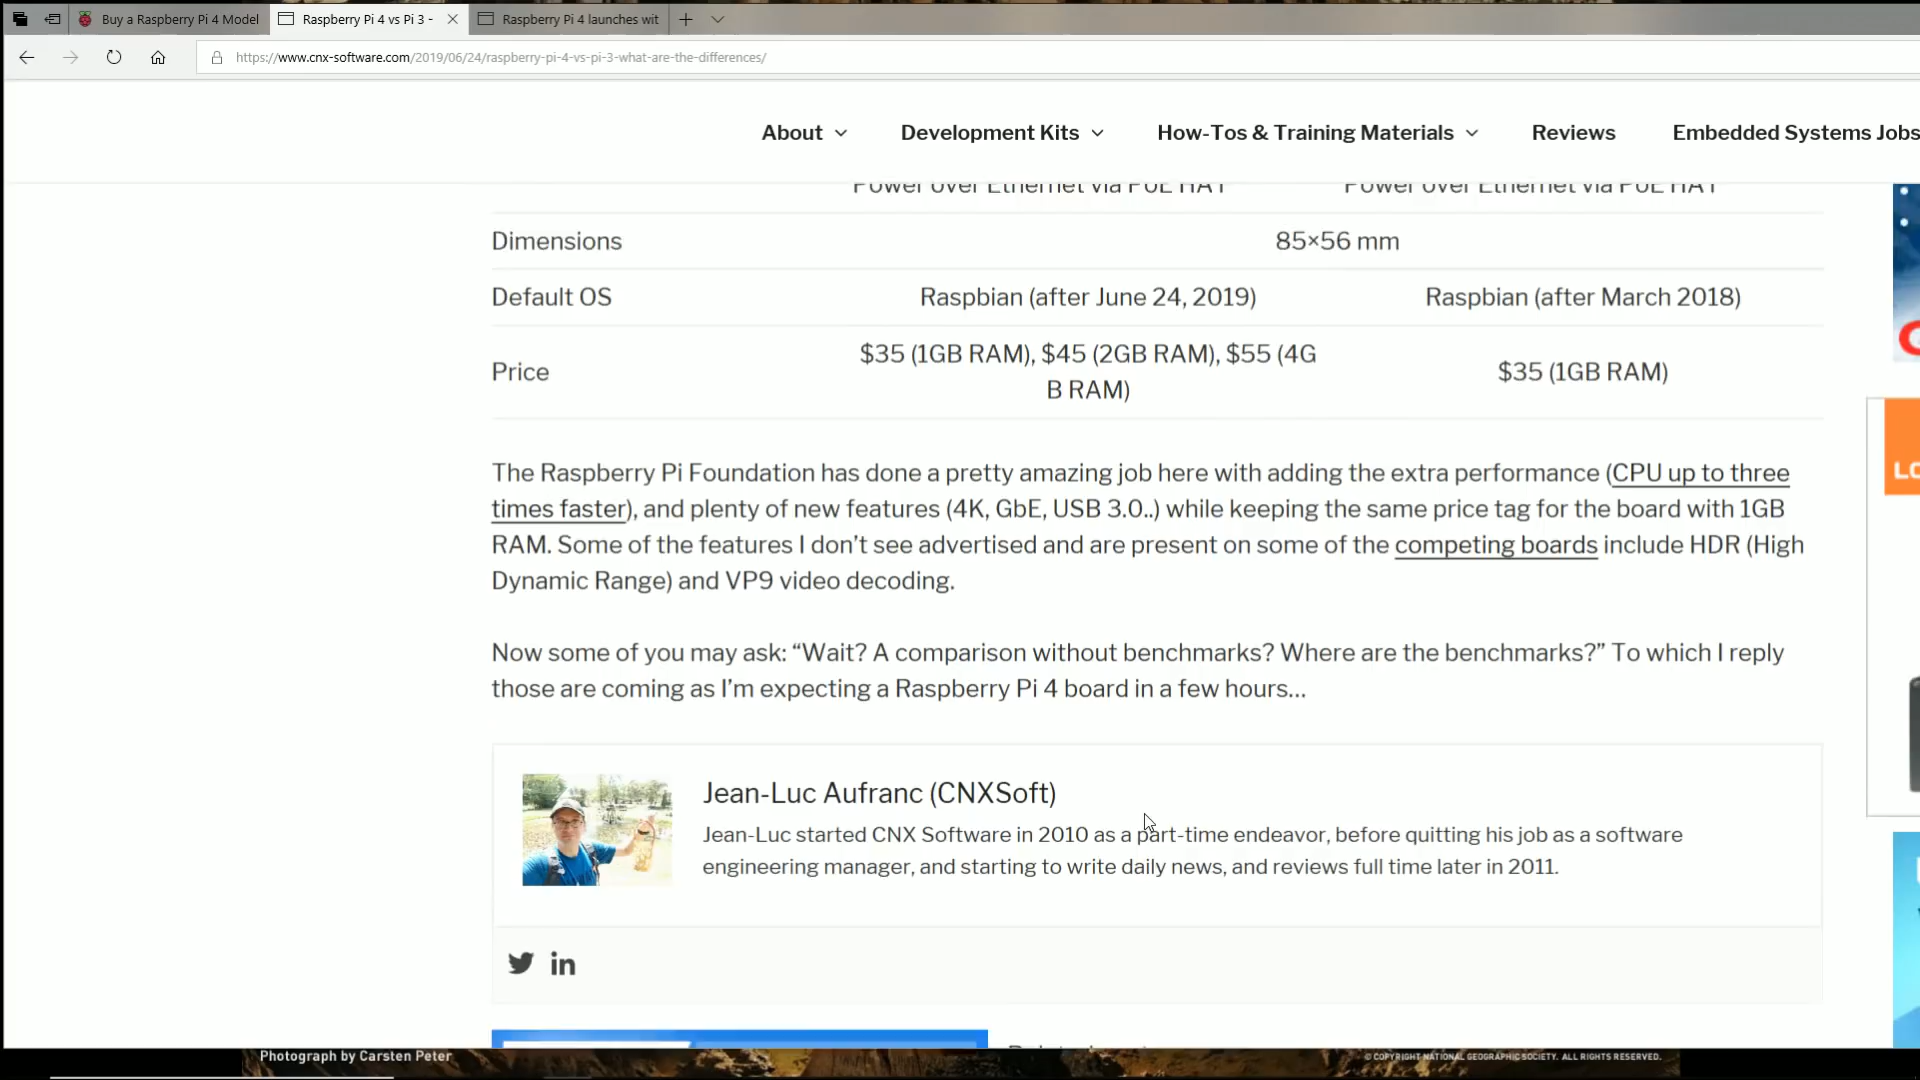 Buy a Raspberry Pi 4 Model
Raspberry Pi 4 vs Pi 3 -
Raspberry Pi 4 launches wit
https://www.cnx-software.com/2019/06/24/raspberry-pi-4-vs-pi-3-what-are-the-differences/
About
Development Kits
How-Tos & Training Materials
Reviews
Embedded Systems Jobs
Power over Ethernet via PoE HAT
Power over Ethernet via PoE HAT
Dimensions
85×56 mm
Default OS
Raspbian (after June 24, 2019)
Raspbian (after March 2018)
Price
$35 (1GB RAM), $45 (2GB RAM), $55 (4G
B RAM)
$35 (1GB RAM)
The Raspberry Pi Foundation has done a pretty amazing job here with adding the extra performance (CPU up to three
times faster), and plenty of new features (4K, GbE, USB 3.0..) while keeping the same price tag for the board with 1GB
RAM. Some of the features I don’t see advertised and are present on some of the competing boards include HDR (High
Dynamic Range) and VP9 video decoding.
Now some of you may ask: “Wait? A comparison without benchmarks? Where are the benchmarks?” To which I reply
those are coming as I’m expecting a Raspberry Pi 4 board in a few hours…
Jean-Luc Aufranc (CNXSoft)
Jean-Luc started CNX Software in 2010 as a part-time endeavor, before quitting his job as a software
engineering manager, and starting to write daily news, and reviews full time later in 2011.
in
Photograph by Carsten Peter
© COPYRIGHT NATIONAL GEOGRAPHIC SOCIETY. ALL RIGHTS RESERVED.